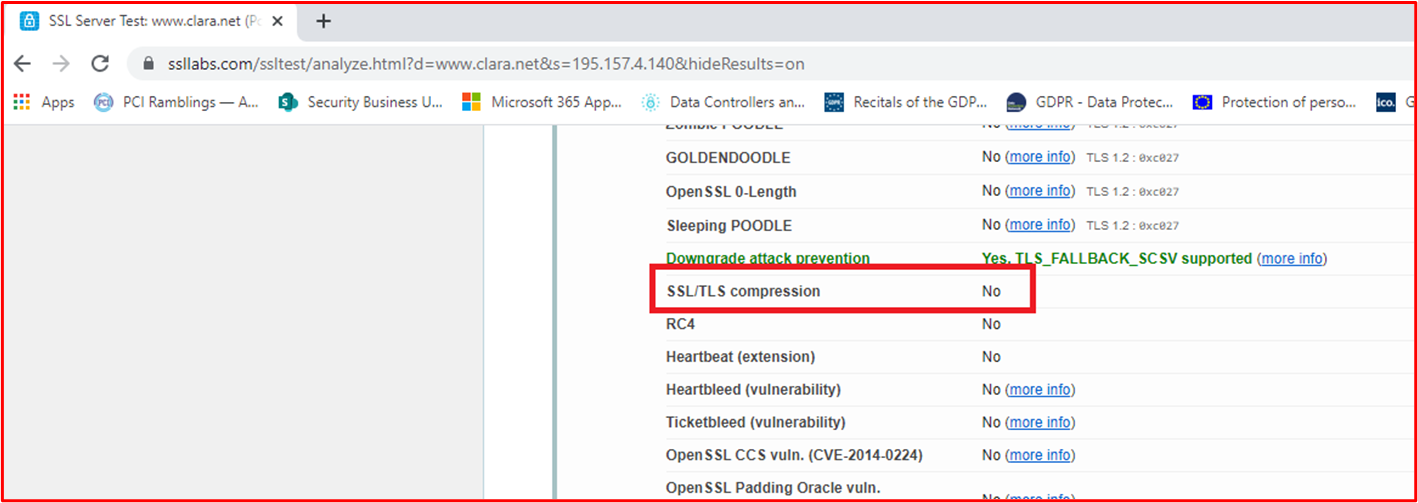 SSL Server Test: www.clara.net (Po
ssllabs.com/ssltest/analyze.html?d=www.clara.net&s=195.157.4.140&hideResults=on
Apps PCI Ramblings — A... Security Business U... Microsoft 365 App... Data Controllers an... Recitals of the GDP... GDPR - Data Protec... Protection of perso... ico. G
Zombie POODLE No (more info) TLS 1.2 : 0xc027
GOLDENDOODLE No (more info) TLS 1.2 : 0xc027
OpenSSL 0-Length No (more info) TLS 1.2 : 0xc027
Sleeping POODLE No (more info) TLS 1.2 : 0xc027
Downgrade attack prevention Yes, TLS_FALLBACK_SCSV supported (more info)
SSL/TLS compression No
RC4 No
Heartbeat (extension) No
Heartbleed (vulnerability) No (more info)
Ticketbleed (vulnerability) No (more info)
OpenSSL CCS vuln. (CVE-2014-0224) No (more info)
OpenSSL Padding Oracle vuln.
No (more info)